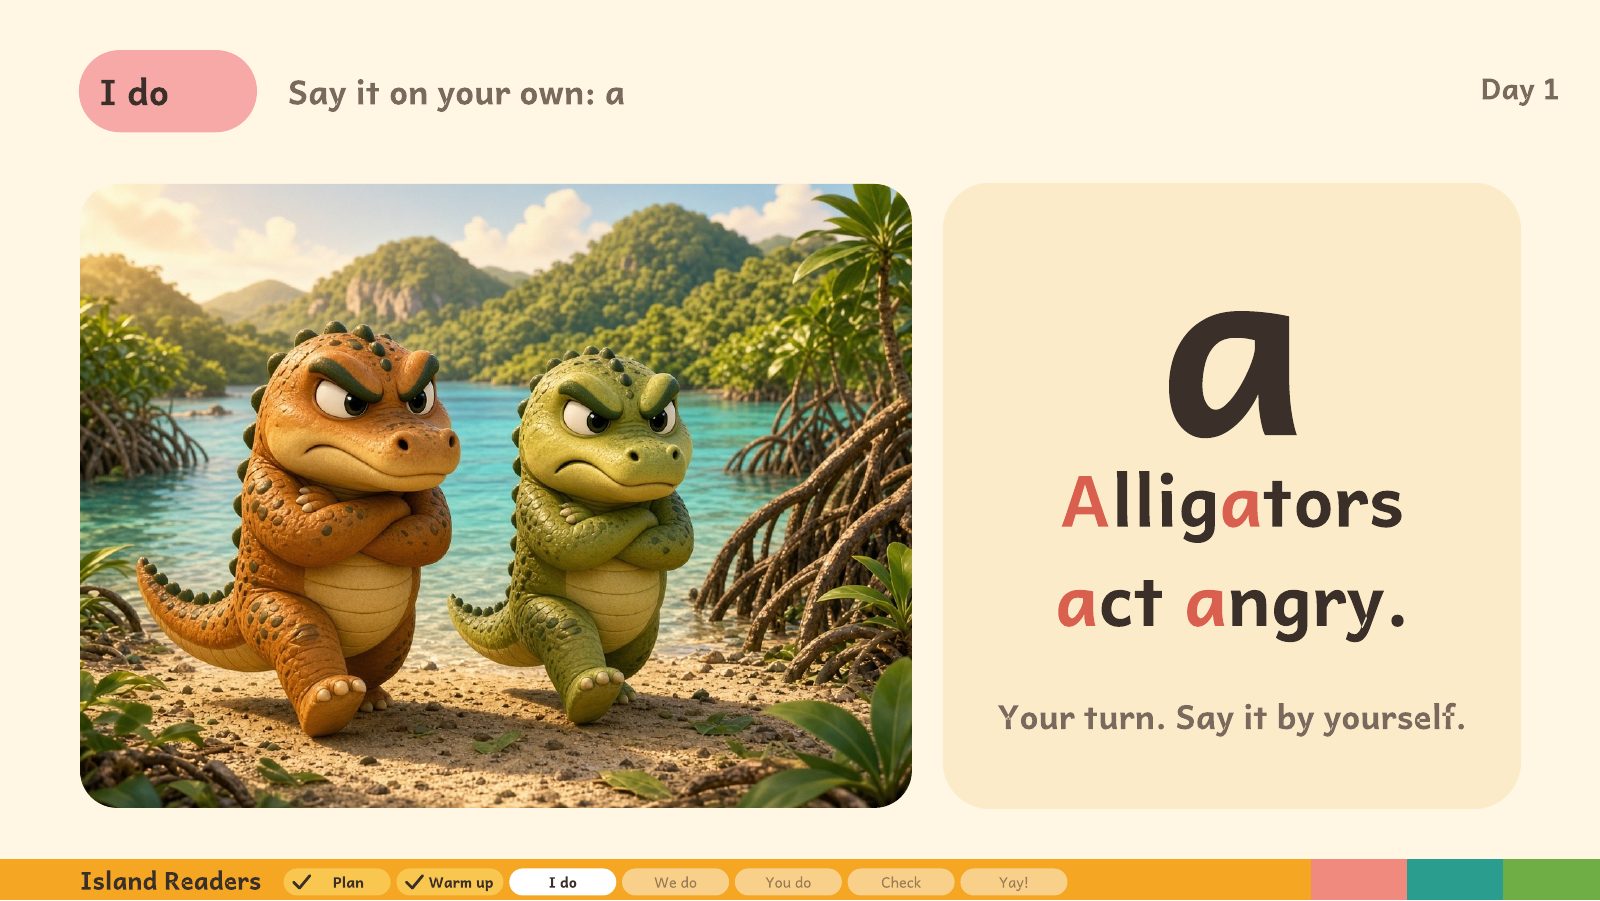 I do
Say it on your own: a
Day 1
a
Alligators
act angry.
Your turn. Say it by yourself.
Island Readers
Plan
Warm up
I do
We do
You do
Check
Yay!